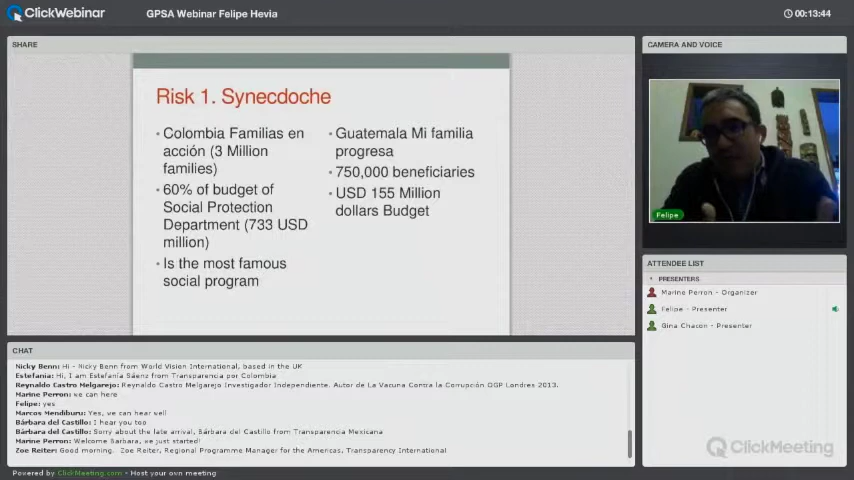 ClickWebinar
GPSA Webinar Felipe Hevia
00:13:44
SHARE
Risk 1. Synecdoche
• Colombia Familias en
acción (3 Million
families)
• 60% of budget of
Social Protection
Department (733 USD
million)
• Is the most famous
social program
• Guatemala Mi familia
progresa
• 750,000 beneficiaries
• USD 155 Million
dollars Budget
CAMERA AND VOICE
Felipe
ATTENDEE LIST
PRESENTERS
Marine Perron - Organizer
Felipe - Presenter
Gina Chacon - Presenter
CHAT
Nicky Benn: Hi - Nicky Benn from World Vision International, based in the UK
Estefania: Hi, I am Estefanía Sáenz from Transparencia por Colombia
Reynaldo Castro Melgarejo: Reynaldo Castro Melgarejo Investigador Independiente. Autor de La Vacuna Contra la Corrupción OGP Londres 2013.
Marine Perron: we can here
Felipe: yes
Marcos Mendiburu: Yes, we can hear well
Bárbara del Castillo: I hear you too
Bárbara del Castillo: Sorry about the late arrival, Bárbara del Castillo from Transparencia Mexicana
Marine Perron: Welcome Barbara, we just started!
Zoe Reiter: Good morning. Zoe Reiter, Regional Programme Manager for the Americas, Transparency International
ClickMeeting
Powered by ClickMeeting.com • Host your own meeting